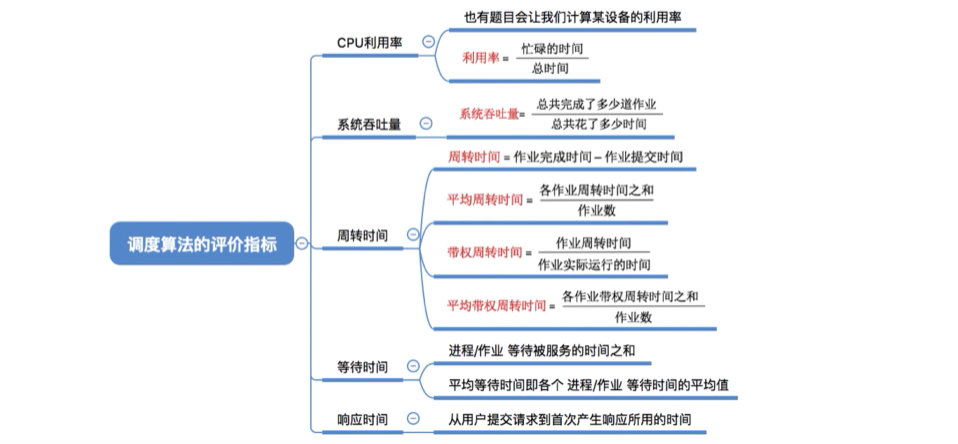 也有题目会让我们计算某设备的利用率
CPU利用率
利用率= 忙碌的时间
总时间
系统吞吐量
系统吞吐量= 总共完成了多少道作业
总共花了多少时间
周转时间=作业完成时间-作业提交时间
平均周转时间= 各作业周转时间之和
作业数
调度算法的评价指标
周转时间
带权周转时间= 作业周转时间
作业实际运行的时间
平均带权周转时间= 各作业带权周转时间之和
作业数
等待时间
进程/作业 等待被服务的时间之和
平均等待时间即各个 进程/作业 等待时间的平均值
响应时间
从用户提交请求到首次产生响应所用的时间